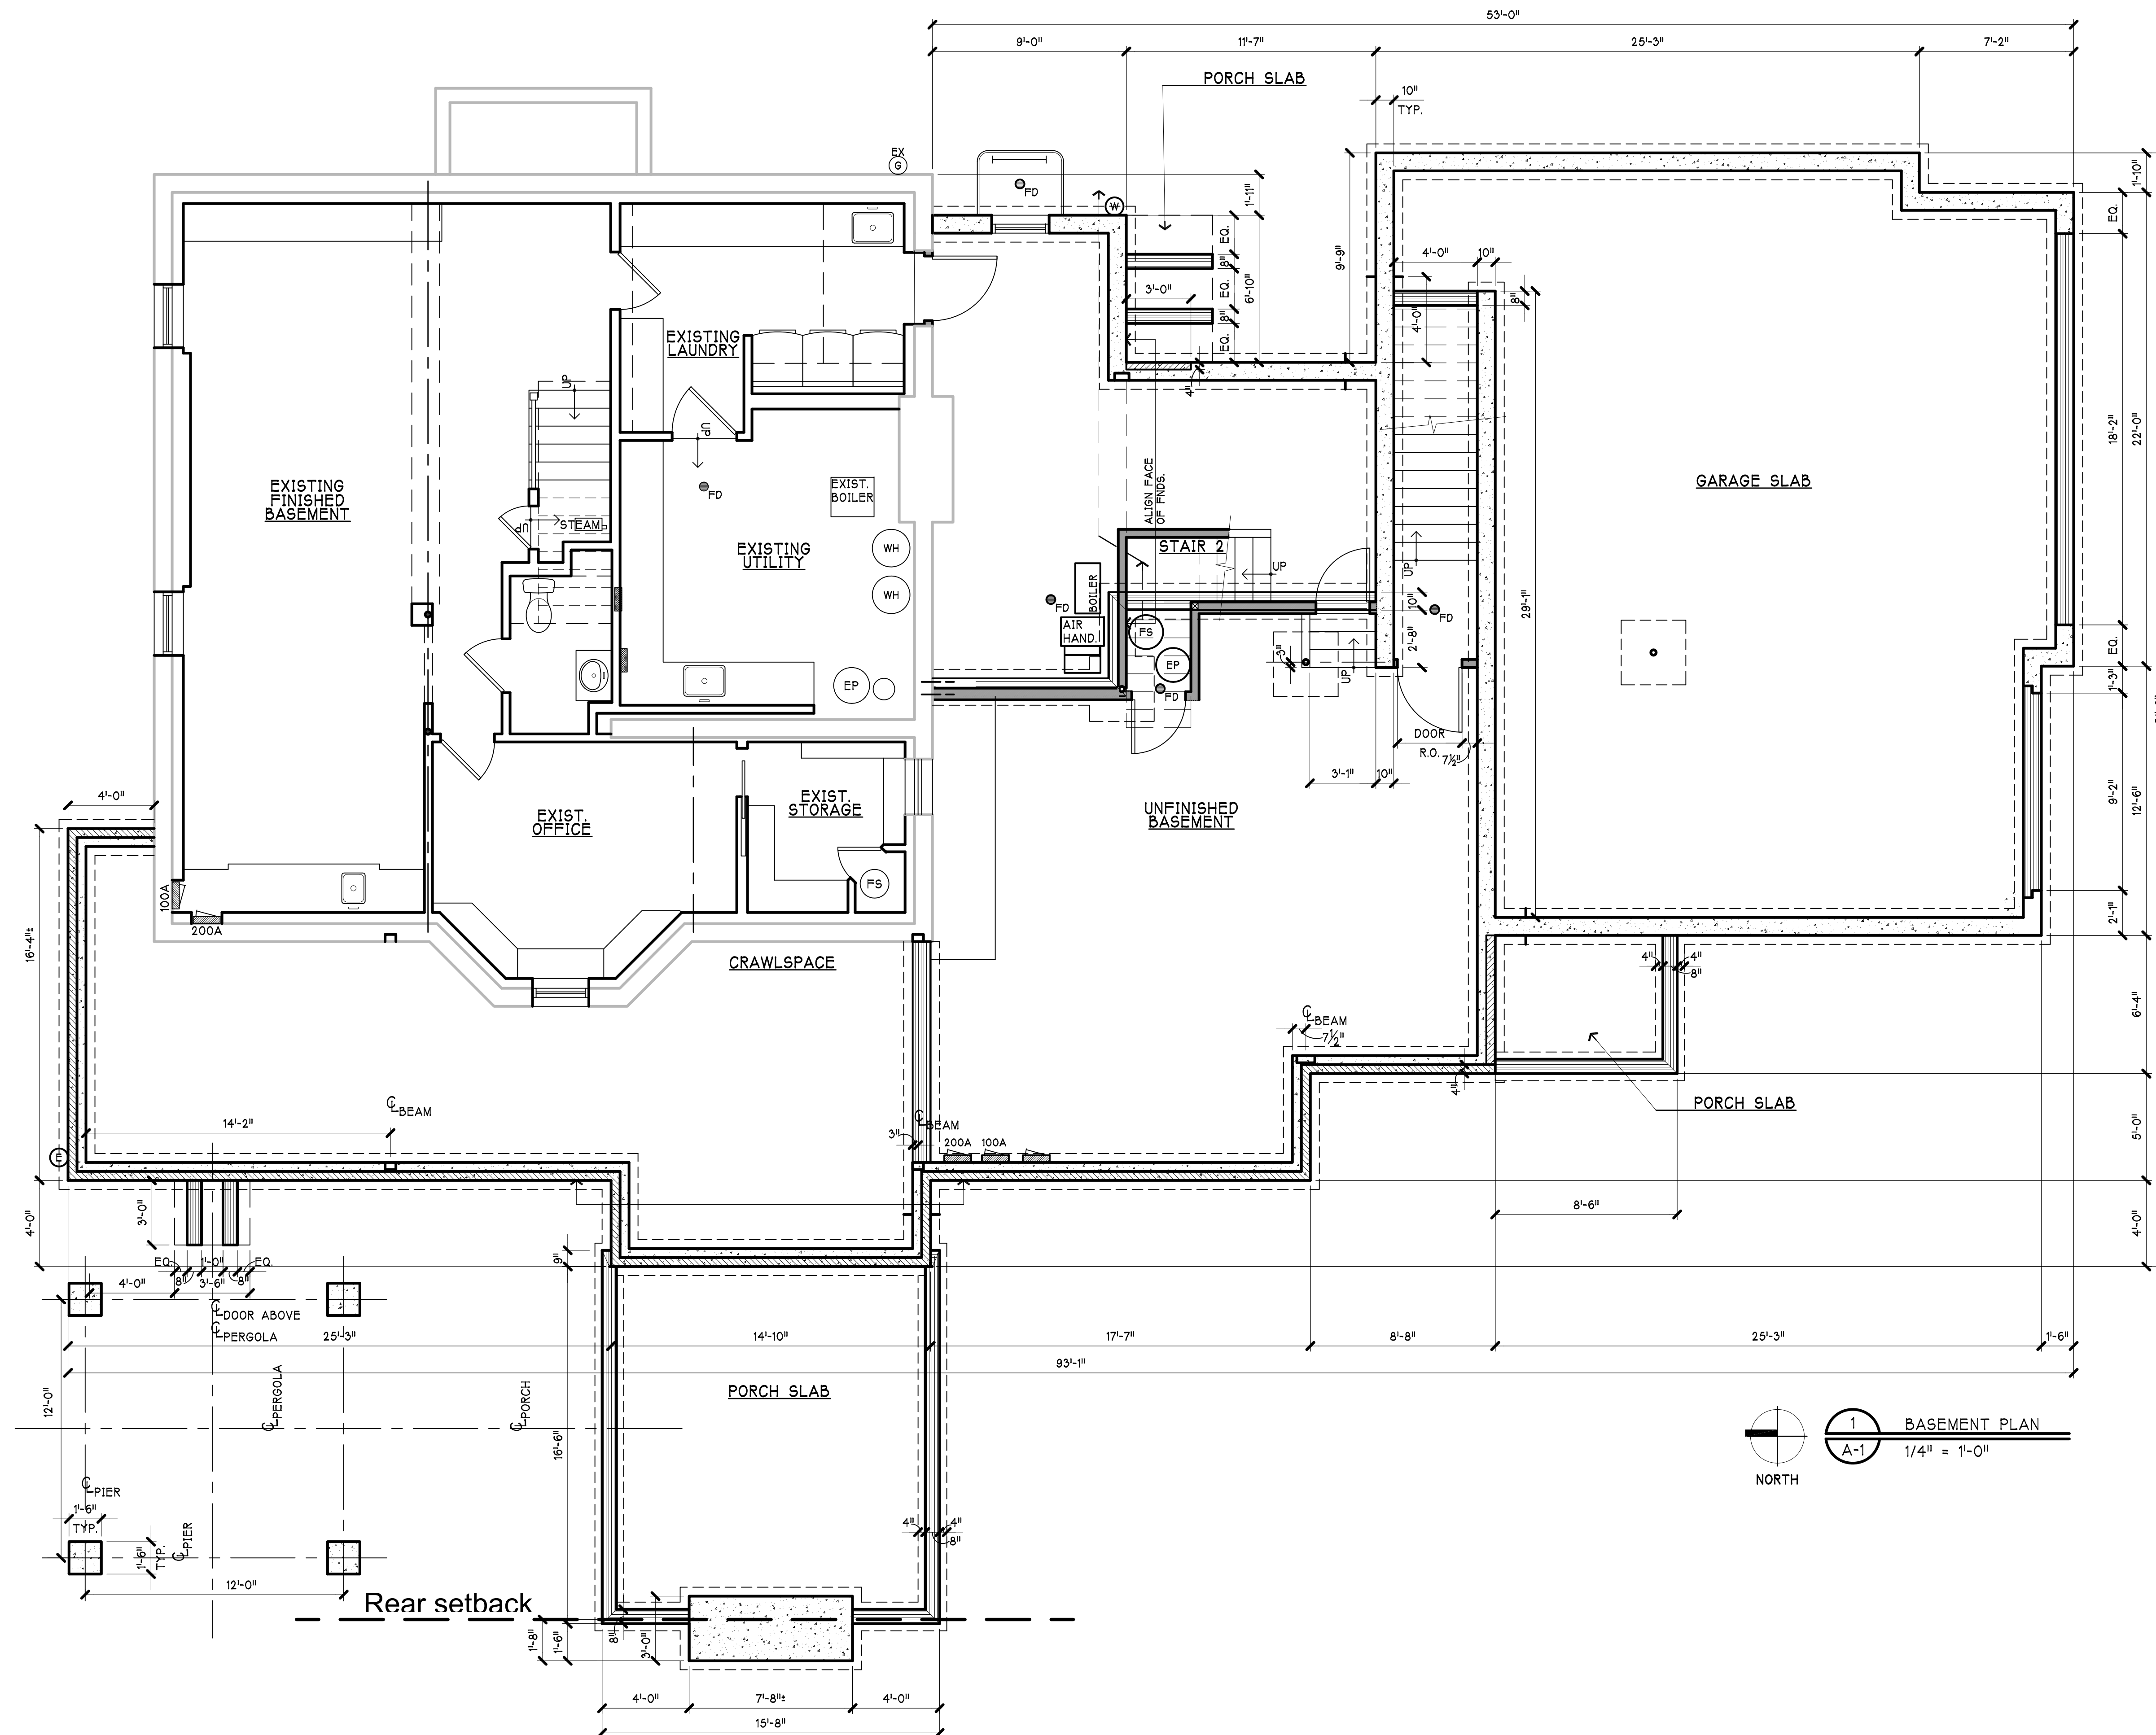 53'-0"
9'-0"
11'-7"
25'-3"
7'-2"
PORCH SLAB
10"
TYP.
EX
G
FD
W
1'-11"
1'-10"
EQ.
8"
EQ.
8"
EQ.
6'-10"
3'-0"
9'-9"
4'-0"
10"
8"
4'-0"
EQ.
18'-2"
22'-0"
EQ.
EXISTING
LAUNDRY
4"
UP
UP
EXISTING
FINISHED
BASEMENT
FD
EXIST.
BOILER
ALIGN FACE
OF FNDS.
GARAGE SLAB
UP
STEAM
EXISTING
UTILITY
WH
WH
STAIR 2
UP
UP
BOILER
FD
AIR
HAND.
FS
EP
FD
10"
2'-8"
FD
29'-1"
3"
UP
EP
1'-3"
DOOR
R.O.
7½"
3'-1"
10"
9'-2"
12'-6"
2'-1"
4'-0"
EXIST.
OFFICE
EXIST.
STORAGE
UNFINISHED
BASEMENT
FS
100A
200A
16'-4"±
CRAWLSPACE
4"
4"
8"
6'-4"
℄ BEAM
7½"
4"
PORCH SLAB
5'-0"
℄ BEAM
14'-2"
℄ BEAM
3"
200A
100A
4'-0"
3'-0"
8'-6"
4'-0"
9"
EQ.
1'-0"
EQ.
4'-0"
8"
3'-6"
8"
℄ DOOR ABOVE
℄ PERGOLA
25'-3"
14'-10"
17'-7"
8'-8"
25'-3"
1'-6"
93'-1"
12'-0"
℄ PERGOLA
℄ PORCH
PORCH SLAB
16'-6"
℄ PIER
1'-6"
TYP.
1'-6"
TYP.
℄ PIER
4"
4"
8"
12'-0"
Rear setback
1'-8"
1'-6"
8"
3'-0"
4'-0"
7'-8"±
4'-0"
15'-8"
NORTH
1
A-1
BASEMENT PLAN
1/4" = 1'-0"